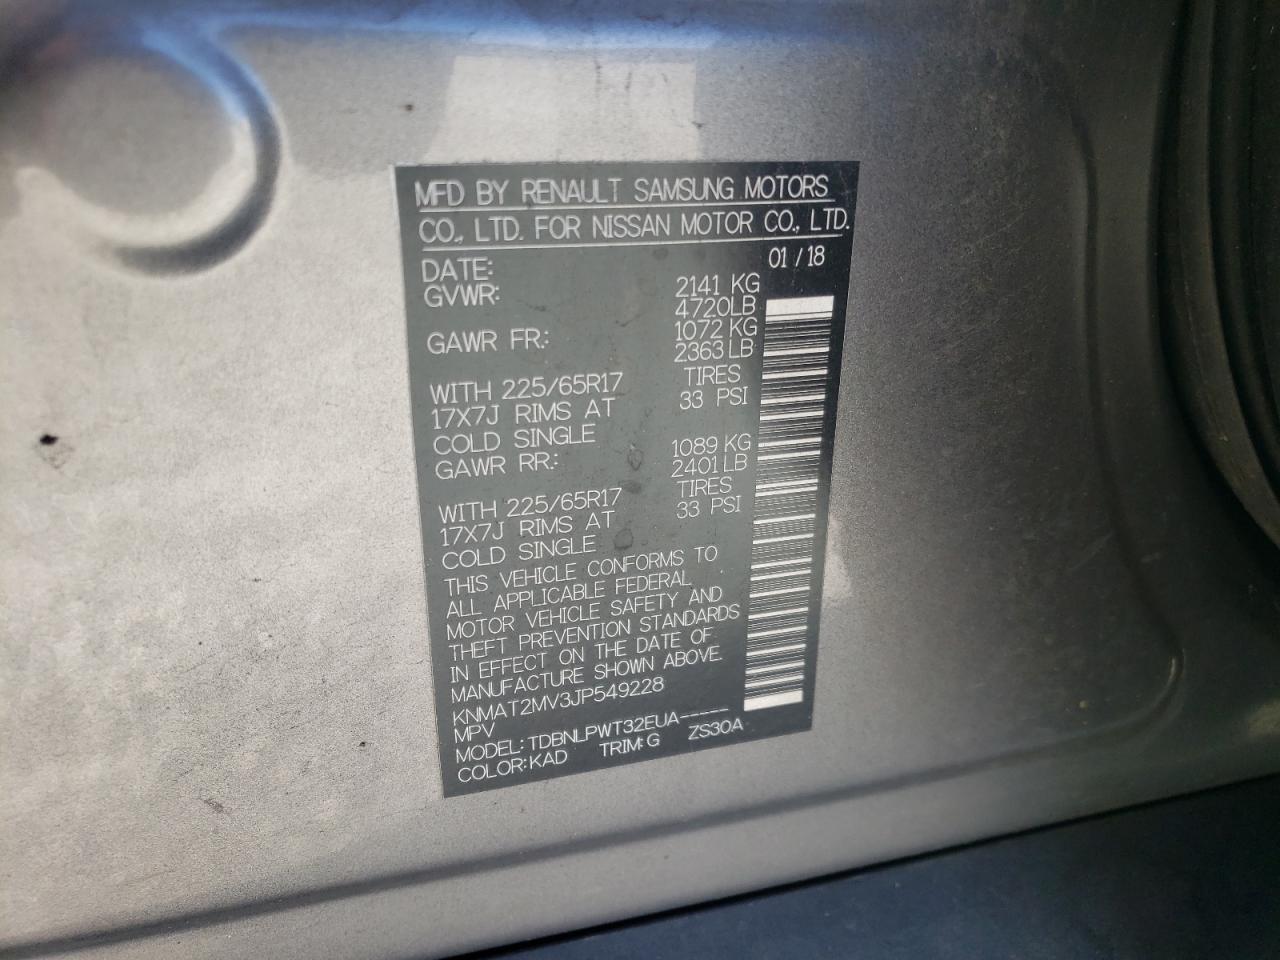 MFD BY RENAULT SAMSUNG MOTORS
CO., LTD. FOR NISSAN MOTOR CO., LTD.
DATE: 01 / 18
GVWR: 2141 KG
4720LB
GAWR FR.: 1072 KG
2363 LB
WITH 225/65R17 TIRES
17X7J RIMS AT 33 PSI
COLD SINGLE
GAWR RR.: 1089 KG
2401 LB
WITH 225/65R17 TIRES
17X7J RIMS AT 33 PSI
COLD SINGLE
THIS VEHICLE CONFORMS TO
ALL APPLICABLE FEDERAL
MOTOR VEHICLE SAFETY AND
THEFT PREVENTION STANDARDS
IN EFFECT ON THE DATE OF
MANUFACTURE SHOWN ABOVE.
KNMAT2MV3JP549228
MPV
MODEL: TDBNLPWT32EUA-----
COLOR:KAD TRIM:G ZS30A